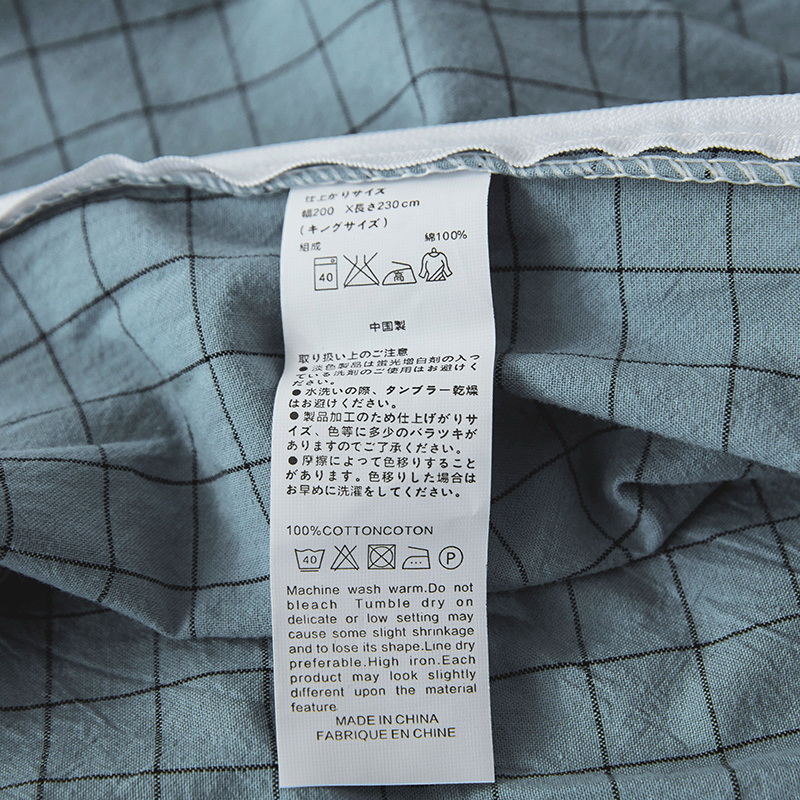 仕上がりサイズ
幅200 ×長さ230cm
(キングサイズ)
組成 綿100%
40 高
中国製
取り扱い上のご注意
●淡色製品は蛍光増白剤の入っ
ている洗剤のご使用はお避けく
ださい。
●水洗いの際、タンブラー乾燥
はお避けください。
●製品加工のため仕上げがりサ
イズ、色等に多少のバラツキが
ありますのでご了承ください。
●摩擦によって色移りすること
があります。色移りした場合は
お早めに洗濯をしてください。
100%COTTONCOTON
40 P
Machine wash warm.Do not
bleach Tumble dry on
delicate or low setting may
cause some slight shrinkage
and to lose its shape.Line dry
preferable.High iron.Each
product may look slightly
different upon the material
feature
MADE IN CHINA
FABRIQUE EN CHINE